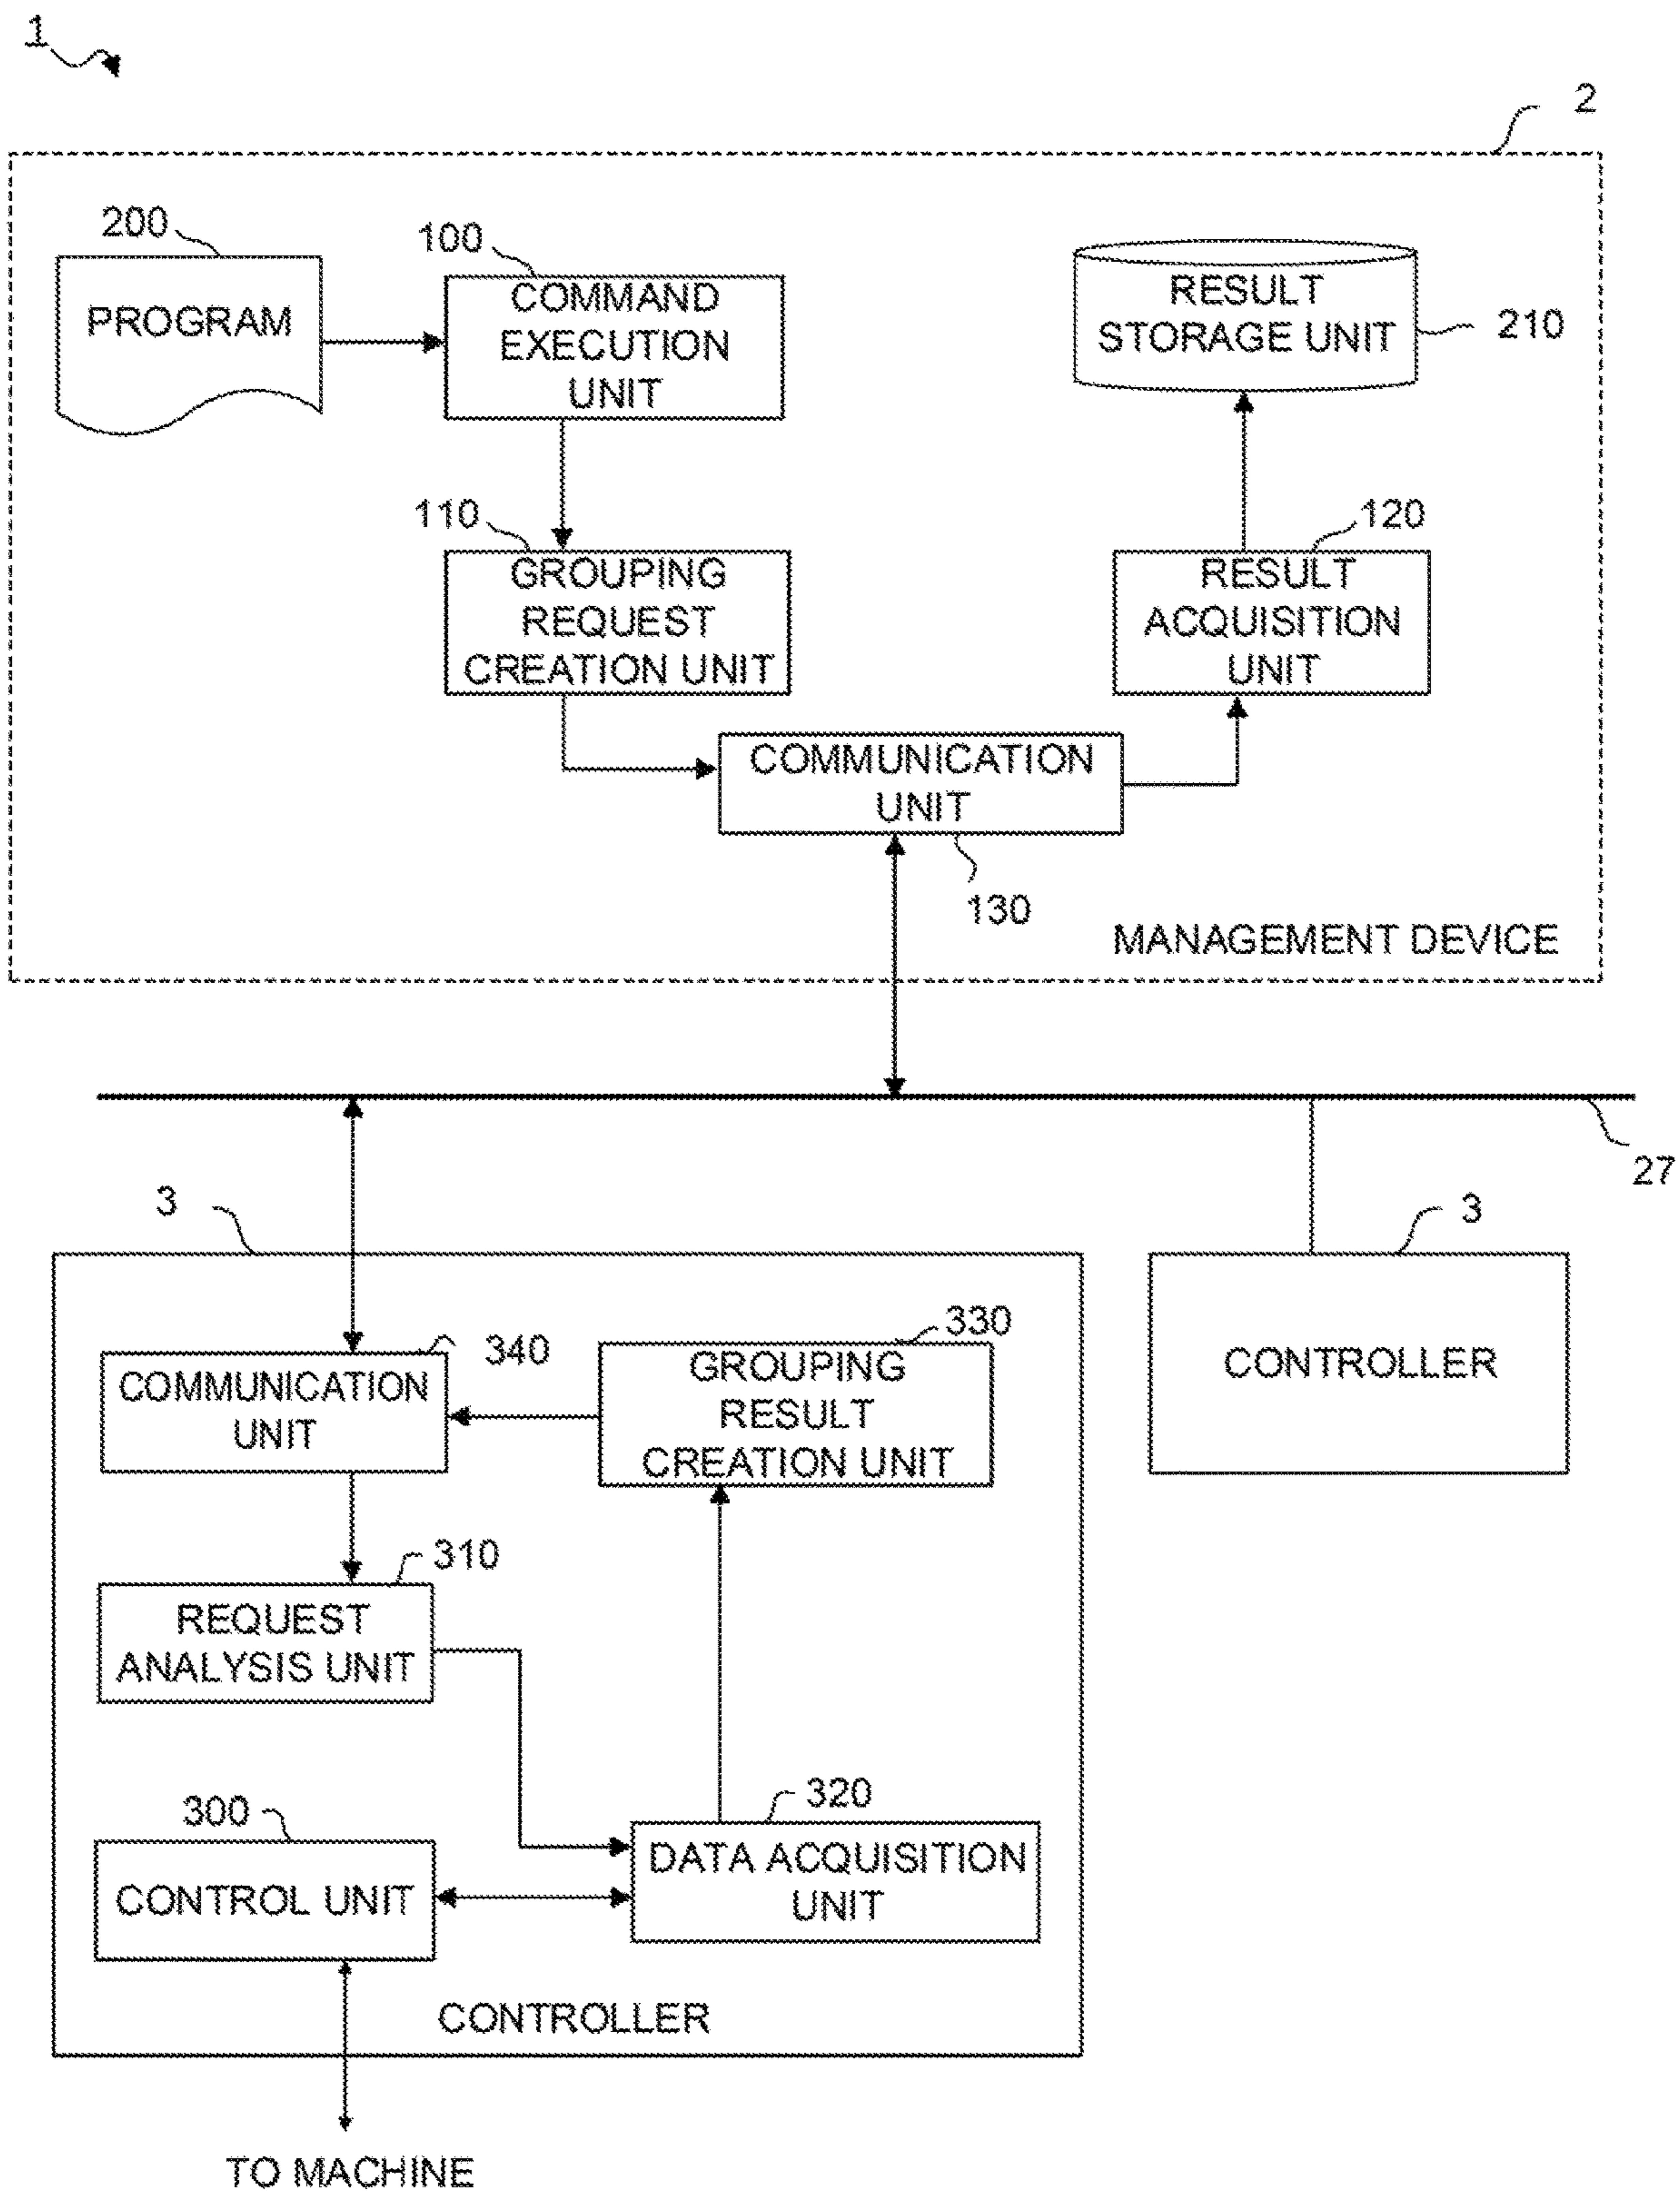 1
2
200
PROGRAM
100
COMMAND
EXECUTION
UNIT
RESULT
STORAGE UNIT
210
110
GROUPING
REQUEST
CREATION UNIT
120
RESULT
ACQUISITION
UNIT
COMMUNICATION
UNIT
130
MANAGEMENT DEVICE
27
3
3
340
COMMUNICATION
UNIT
330
GROUPING
RESULT
CREATION UNIT
CONTROLLER
310
REQUEST
ANALYSIS UNIT
300
CONTROL UNIT
320
DATA ACQUISITION
UNIT
CONTROLLER
TO MACHINE